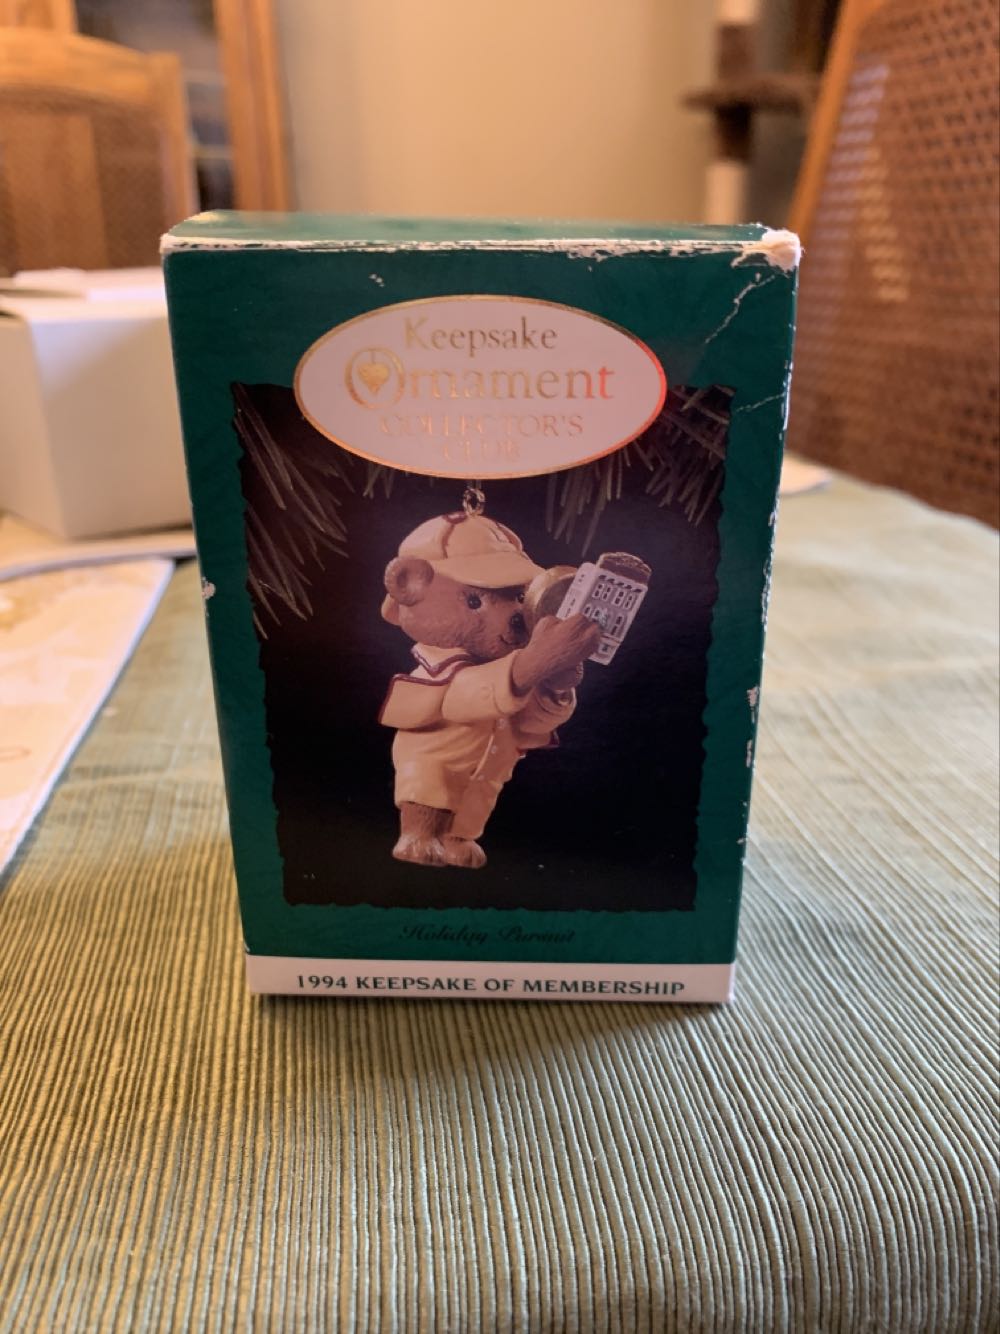 Keepsake
Ornament
COLLECTOR'S
CLUB
Holiday Pursuit
1994 KEEPSAKE OF MEMBERSHIP